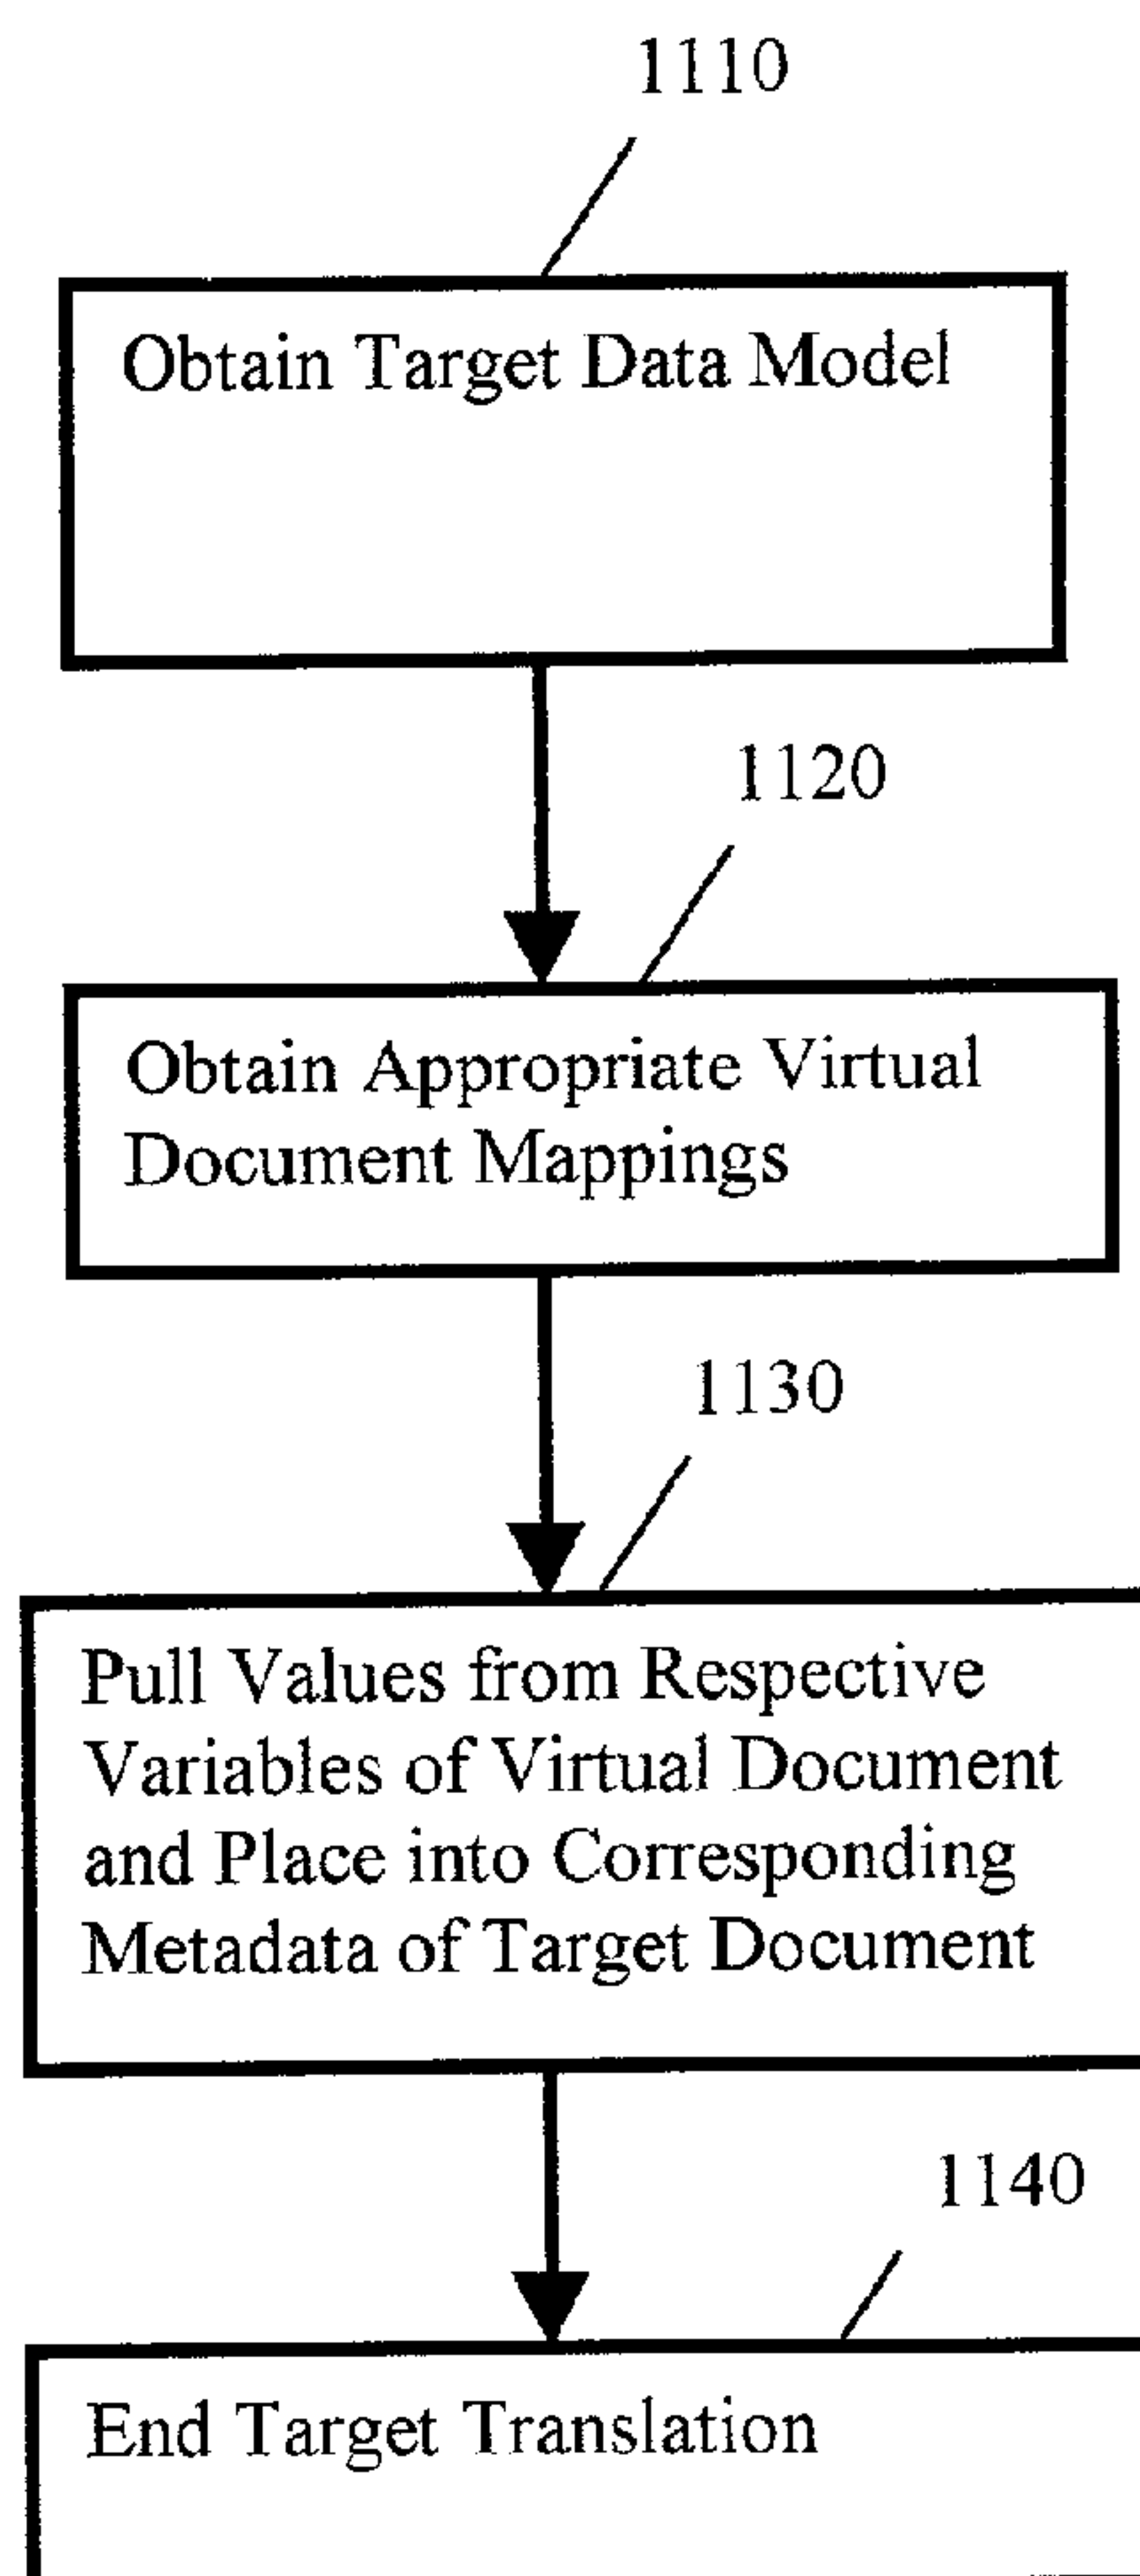 1110
Obtain Target Data Model
1120
Obtain Appropriate Virtual
Document Mappings
1130
Pull Values from Respective
Variables of Virtual Document
and Place into Corresponding
Metadata of Target Document
1140
End Target Translation